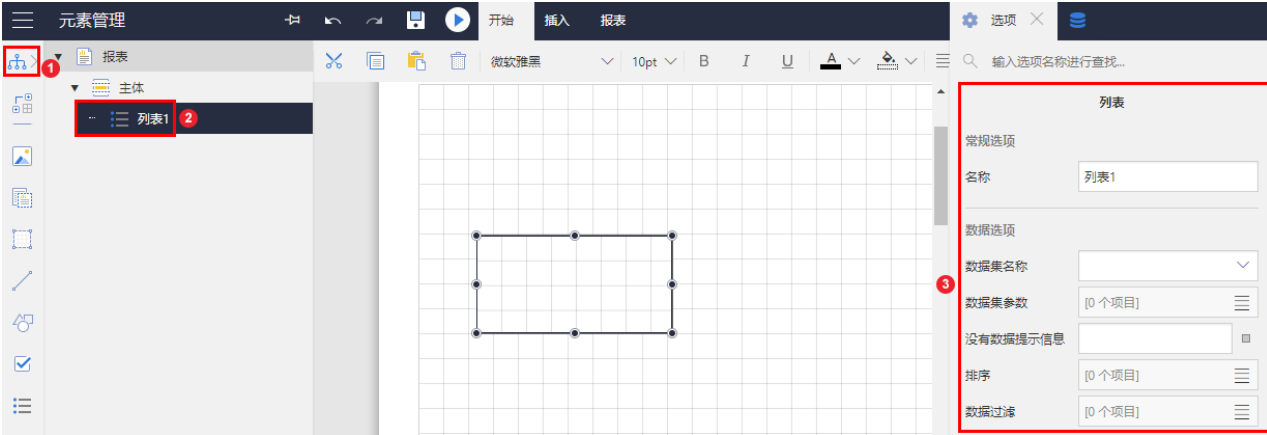 元素管理
开始 插入 报表
选项
1
报表
微软雅黑 10pt B I U A
输入选项名称进行查找...
主体
列表1 2
列表
常规选项
名称 列表1
数据选项
数据集名称
3
数据集参数 [0 个项目]
没有数据提示信息
排序 [0 个项目]
数据过滤 [0 个项目]